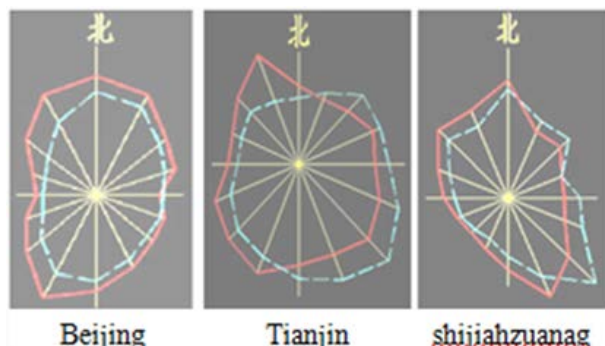 北
北
北
Beijing
Tianjin
shijiahzuanag